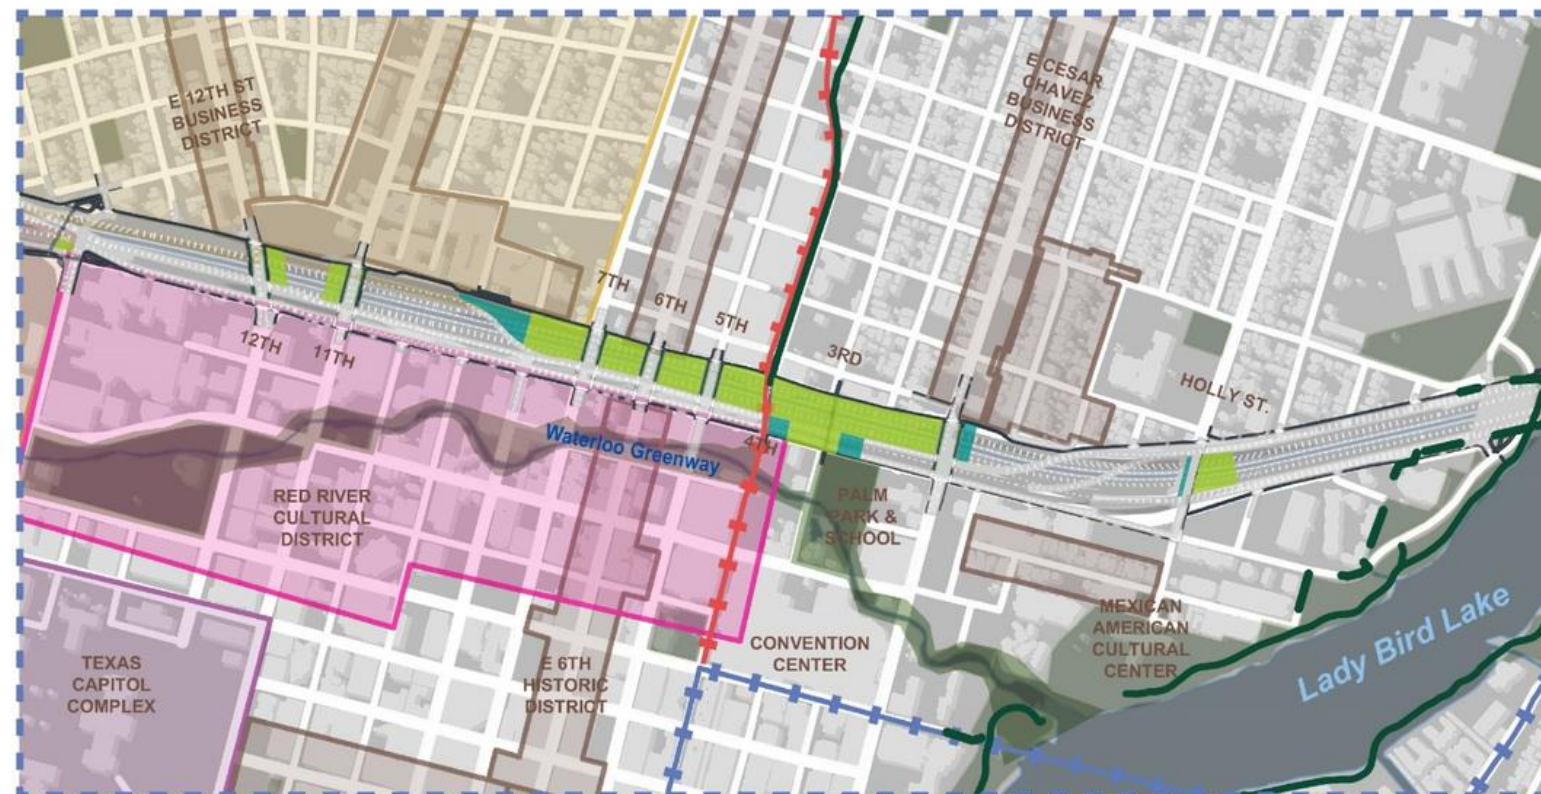 E 12TH ST
BUSINESS
DISTRICT
E CESAR
CHAVEZ
BUSINESS
DISTRICT
7TH
6TH
5TH
3RD
12TH
11TH
HOLLY ST.
4TH
Waterloo Greenway
RED RIVER
CULTURAL
DISTRICT
PALM
PARK &
SCHOOL
TEXAS
CAPITOL
COMPLEX
E 6TH
HISTORIC
DISTRICT
CONVENTION
CENTER
MEXICAN
AMERICAN
CULTURAL
CENTER
Lady Bird Lake